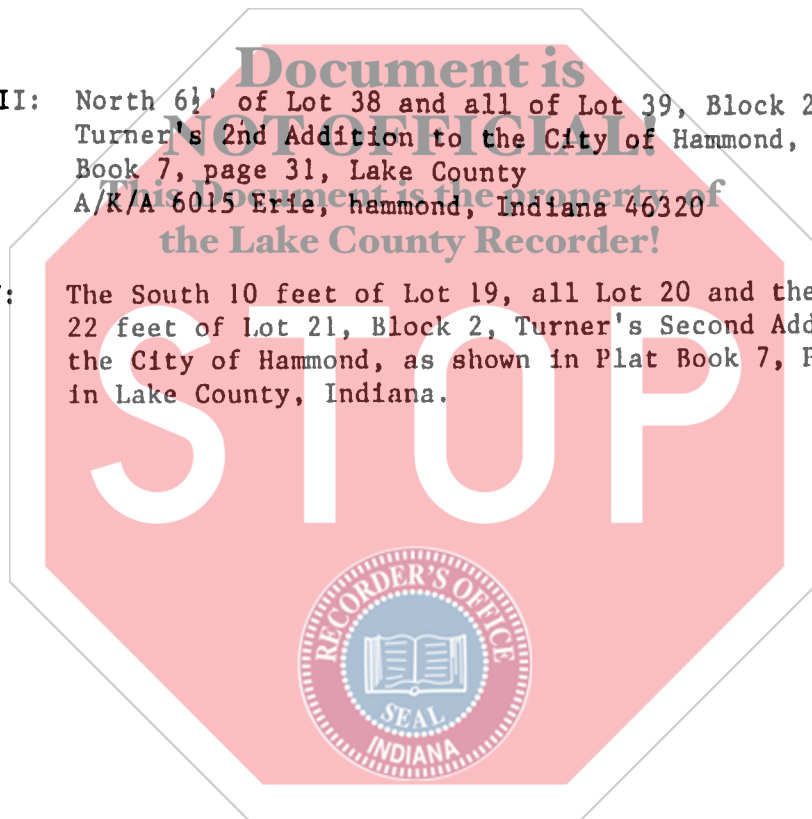 Document is
II: North 6½' of Lot 38 and all of Lot 39, Block 2
Turner's 2nd Addition to the City of Hammond,
NOT OFFICIAL!
Book 7, page 31, Lake County
This Document is the property of
A/K/A 6015 Erie, hammond, Indiana 46320
the Lake County Recorder!
: The South 10 feet of Lot 19, all Lot 20 and the
22 feet of Lot 21, Block 2, Turner's Second Add
the City of Hammond, as shown in Plat Book 7, P
in Lake County, Indiana.
STOP
RECORDER'S OFFICE
SEAL
INDIANA